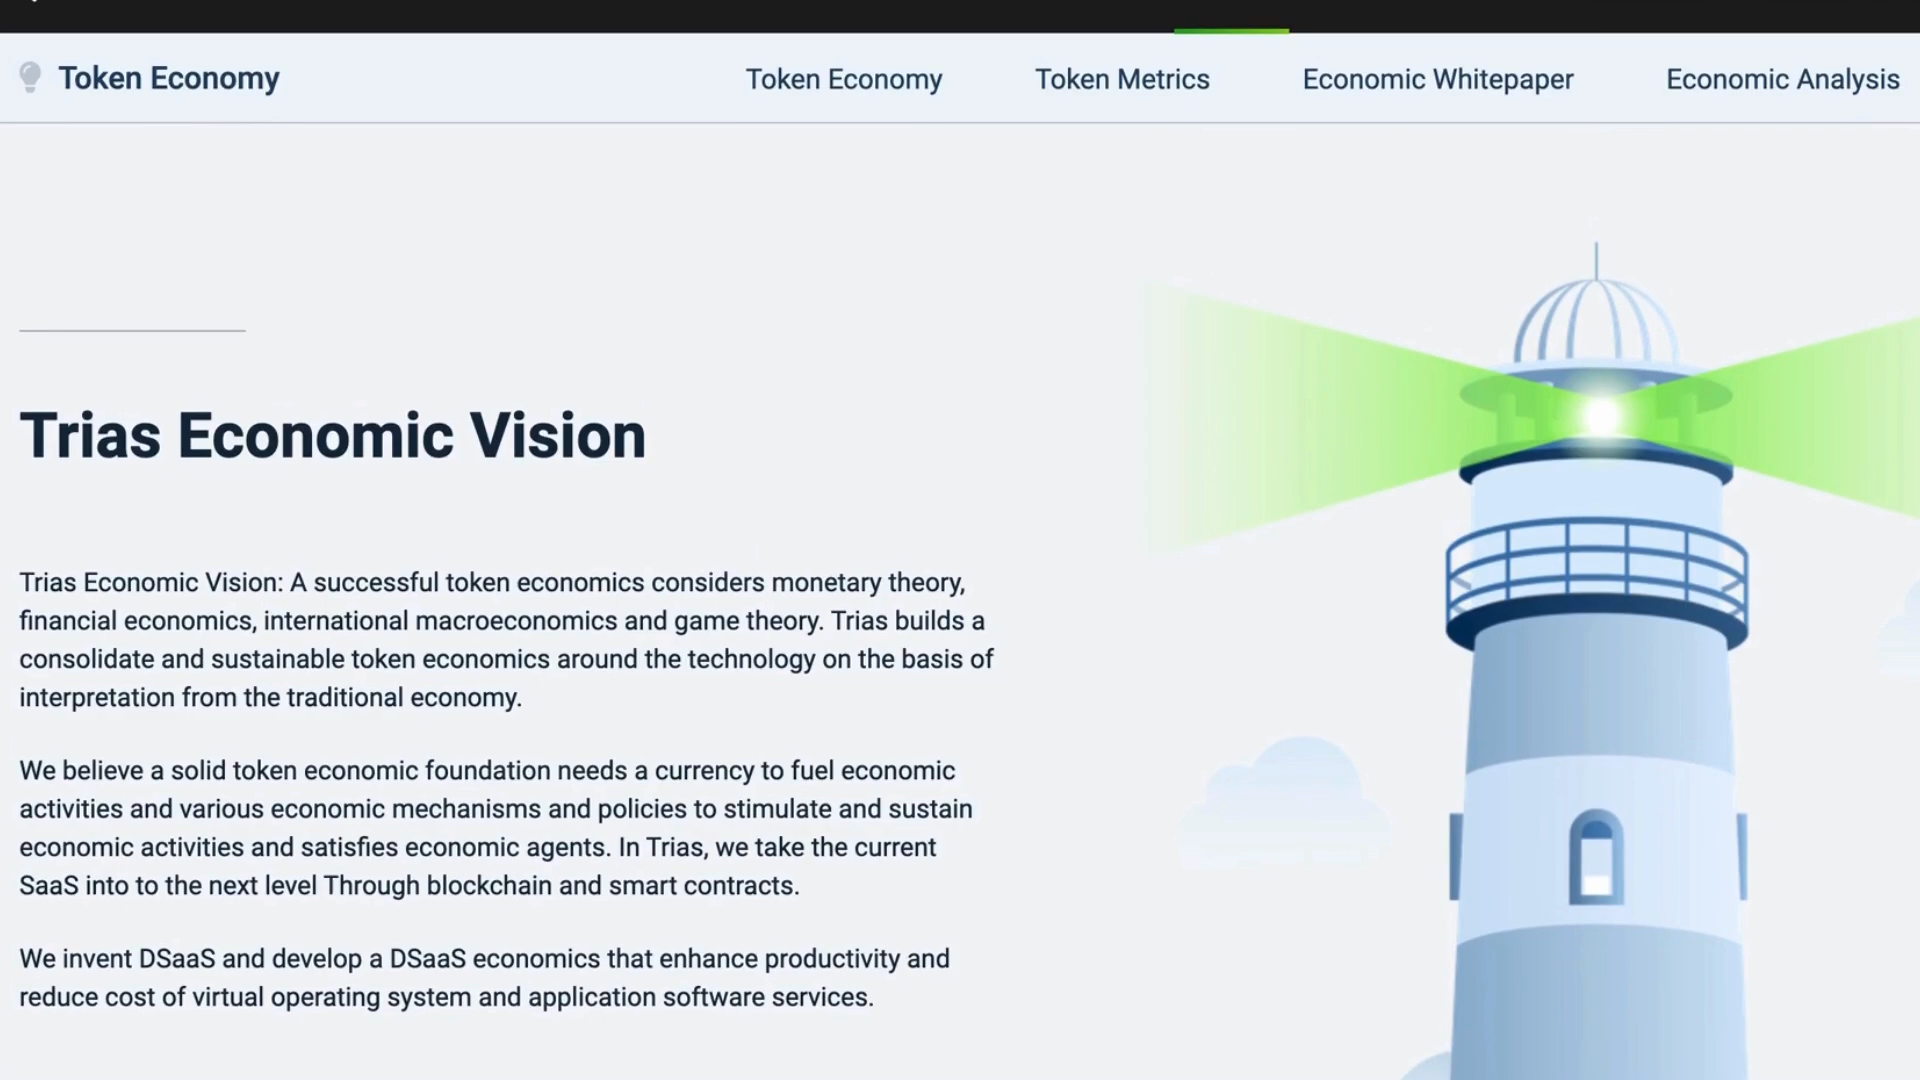 Token Economy
Token Economy
Token Metrics
Economic Whitepaper
Economic Analysis
Trias Economic Vision
Trias Economic Vision: A successful token economics considers monetary theory,
financial economics, international macroeconomics and game theory. Trias builds a
consolidate and sustainable token economics around the technology on the basis of
interpretation from the traditional economy.
We believe a solid token economic foundation needs a currency to fuel economic
activities and various economic mechanisms and policies to stimulate and sustain
economic activities and satisfies economic agents. In Trias, we take the current
SaaS into to the next level Through blockchain and smart contracts.
We invent DSaaS and develop a DSaaS economics that enhance productivity and
reduce cost of virtual operating system and application software services.